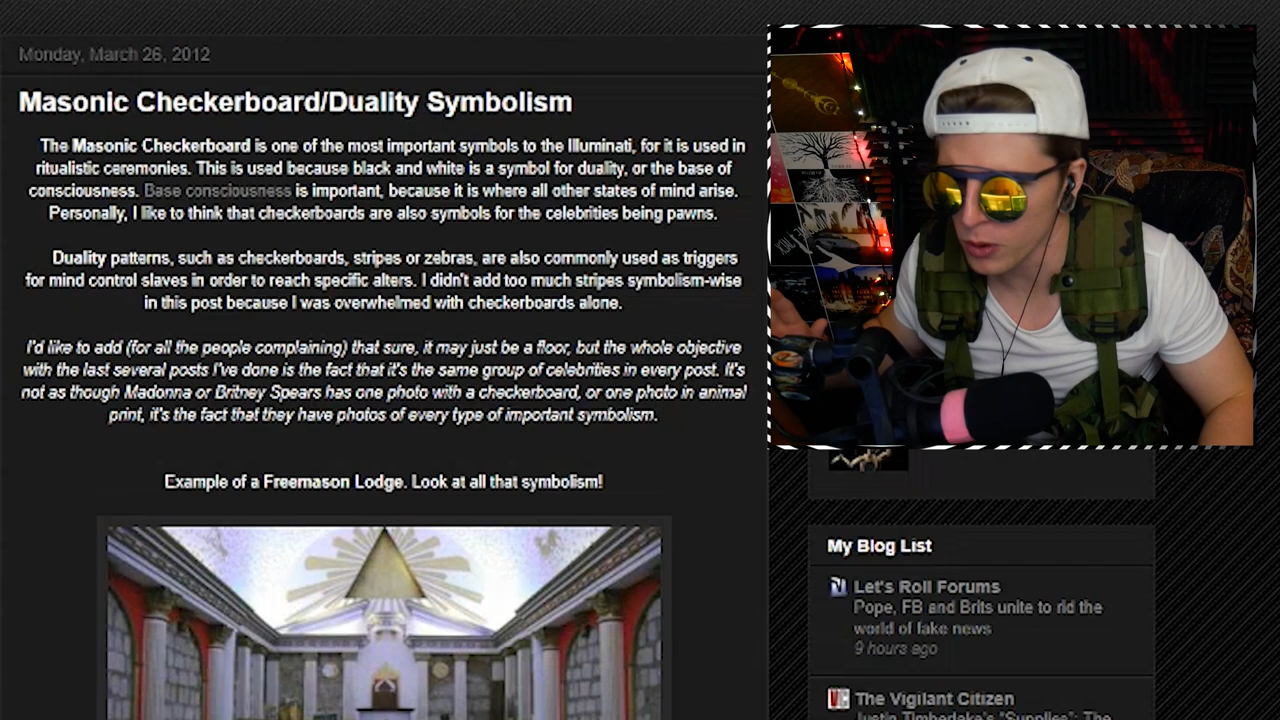 Monday, March 26, 2012
Masonic Checkerboard/Duality Symbolism
The Masonic Checkerboard is one of the most important symbols to the Illuminati, for it is used in
ritualistic ceremonies. This is used because black and white is a symbol for duality, or the base of
consciousness. Base consciousness is important, because it is where all other states of mind arise.
Personally, I like to think that checkerboards are also symbols for the celebrities being pawns.
Duality patterns, such as checkerboards, stripes or zebras, are also commonly used as triggers
for mind control slaves in order to reach specific alters. I didn't add too much stripes symbolism-wise
in this post because I was overwhelmed with checkerboards alone.
I'd like to add (for all the people complaining) that sure, it may just be a floor, but the whole objective
with the last several posts I've done is the fact that it's the same group of celebrities in every post. It's
not as though Madonna or Britney Spears has one photo with a checkerboard, or one photo in animal
print, it's the fact that they have photos of every type of important symbolism.
Example of a Freemason Lodge. Look at all that symbolism!
My Blog List
Let's Roll Forums
Pope, FB and Brits unite to rid the
world of fake news
9 hours ago
The Vigilant Citizen
Justin Timberlake's "Supplies": The